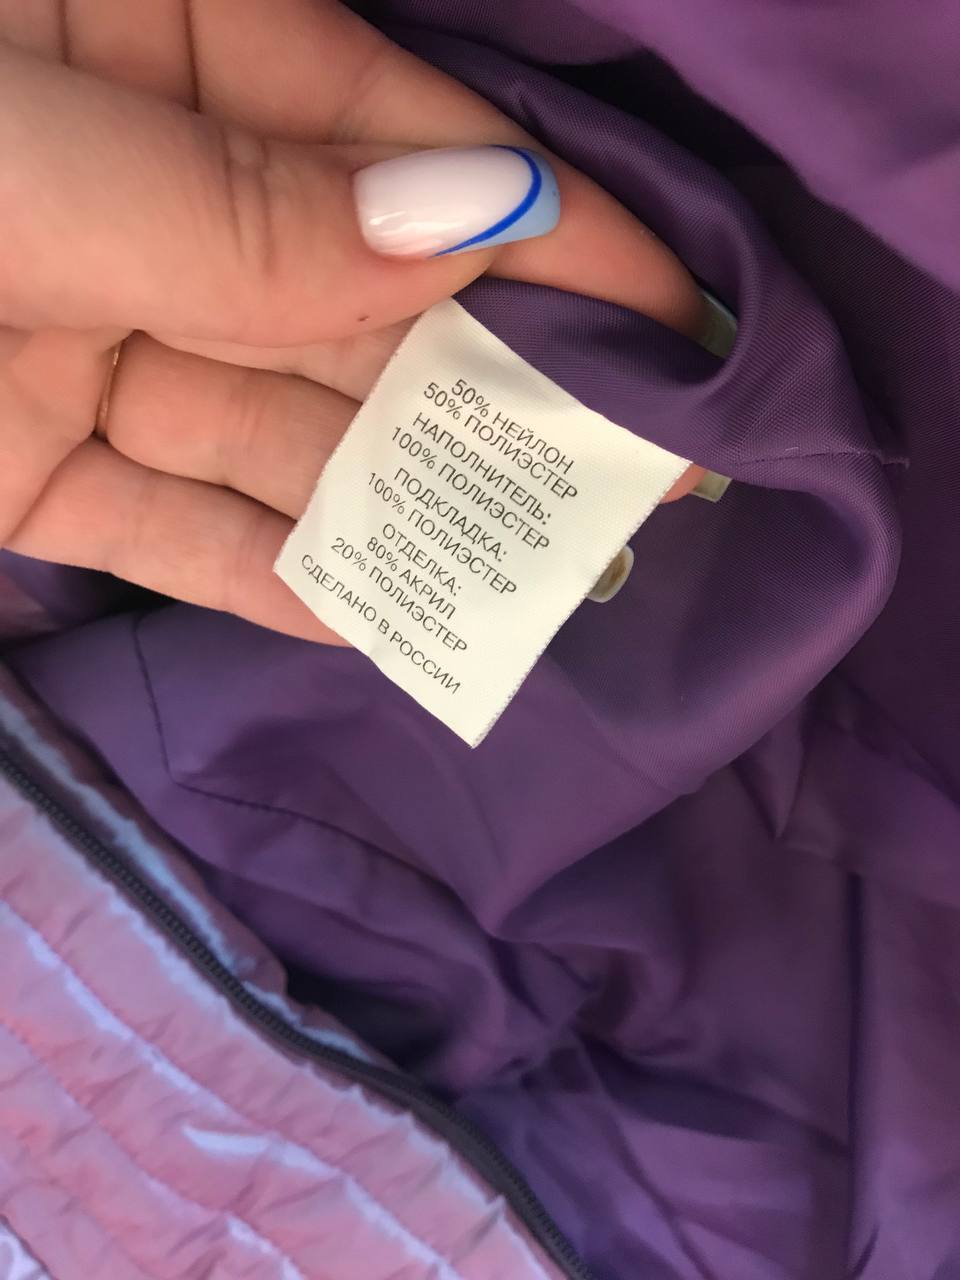 50% НЕЙЛОН
50% ПОЛИЭСТЕР
НАПОЛНИТЕЛЬ:
100% ПОЛИЭСТЕР
ПОДКЛАДКА:
100% ПОЛИЭСТЕР
ОТДЕЛКА:
80% АКРИЛ
20% ПОЛИЭСТЕР
СДЕЛАНО В РОССИИ